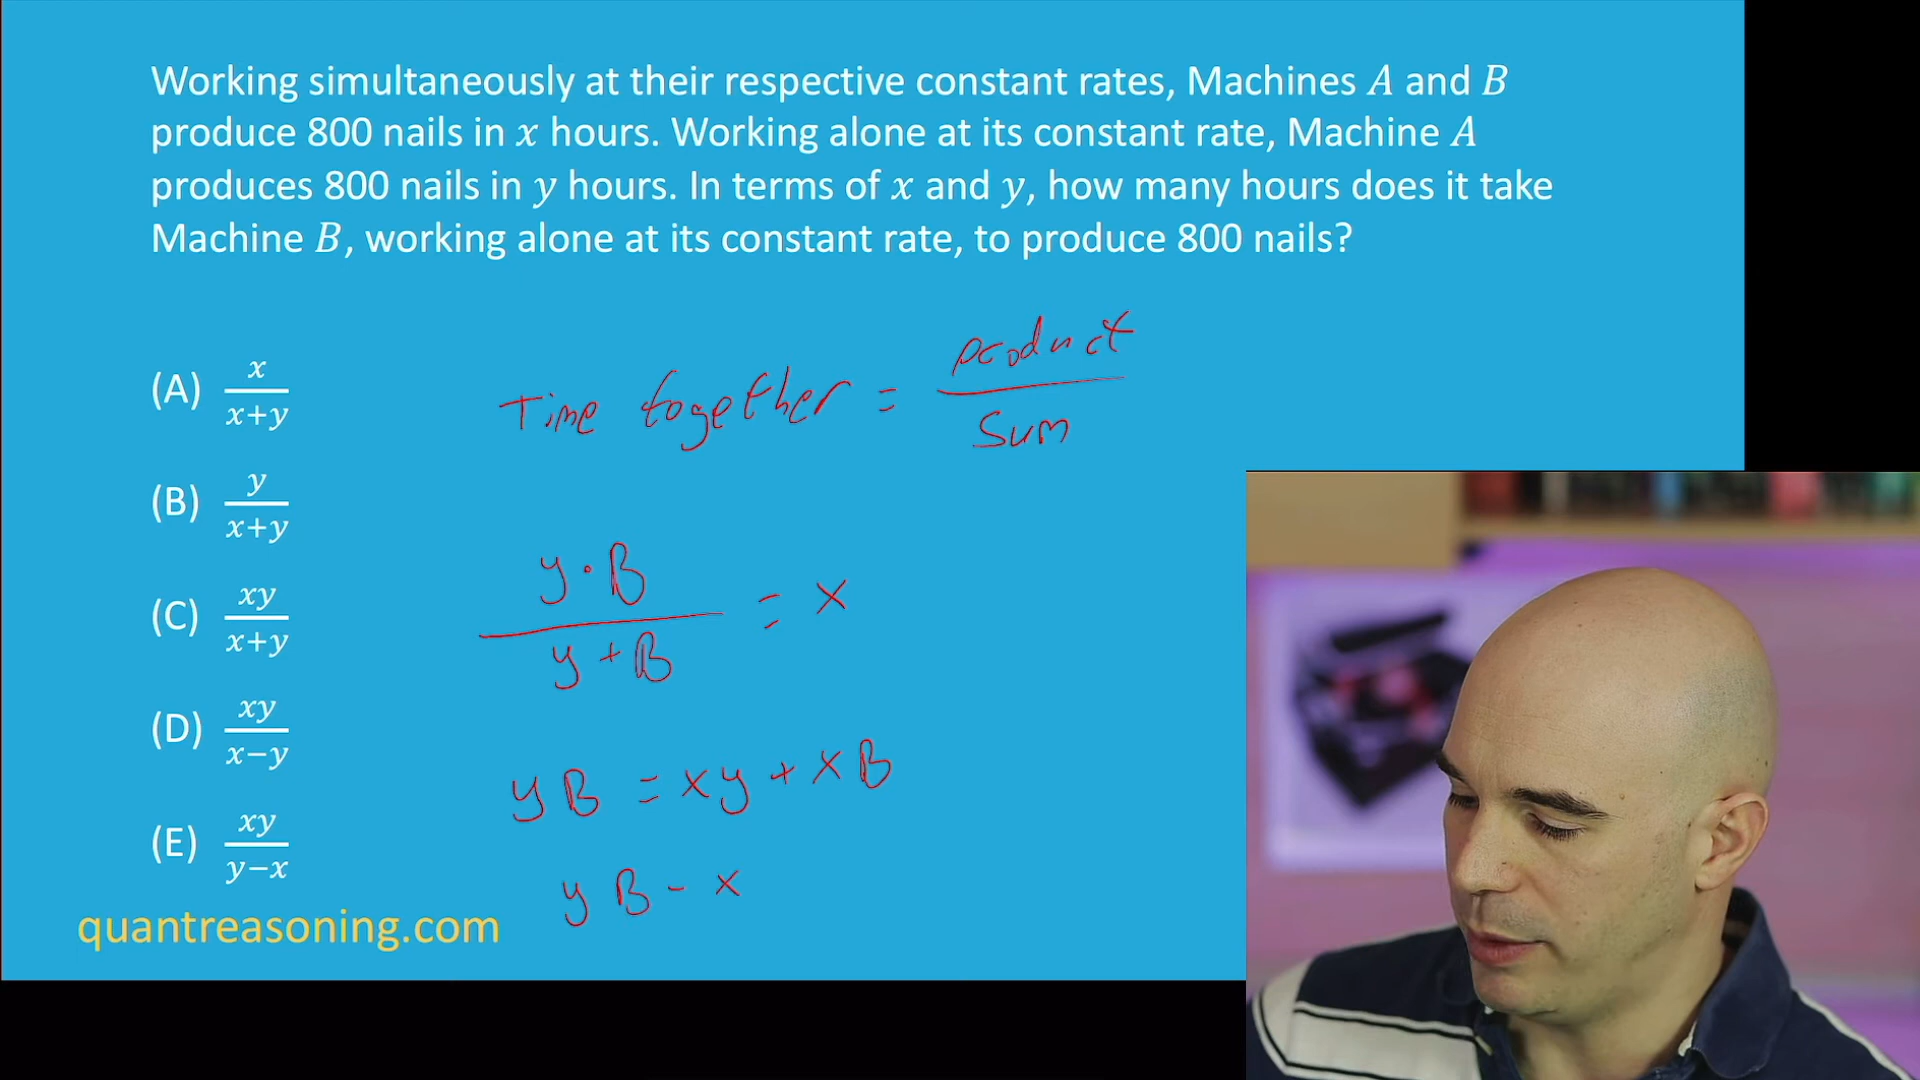 Working simultaneously at their respective constant rates, Machines A and B
produce 800 nails in x hours. Working alone at its constant rate, Machine A
produces 800 nails in y hours. In terms of x and y, how many hours does it take
Machine B, working alone at its constant rate, to produce 800 nails?
(A) x/(x+y)
(B) y/(x+y)
(C) xy/(x+y)
(D) xy/(x−y)
(E) xy/(y−x)
Time together = product/Sum
y·B/(y+B) = x
yB = xy + xB
yB - x
quantreasoning.com